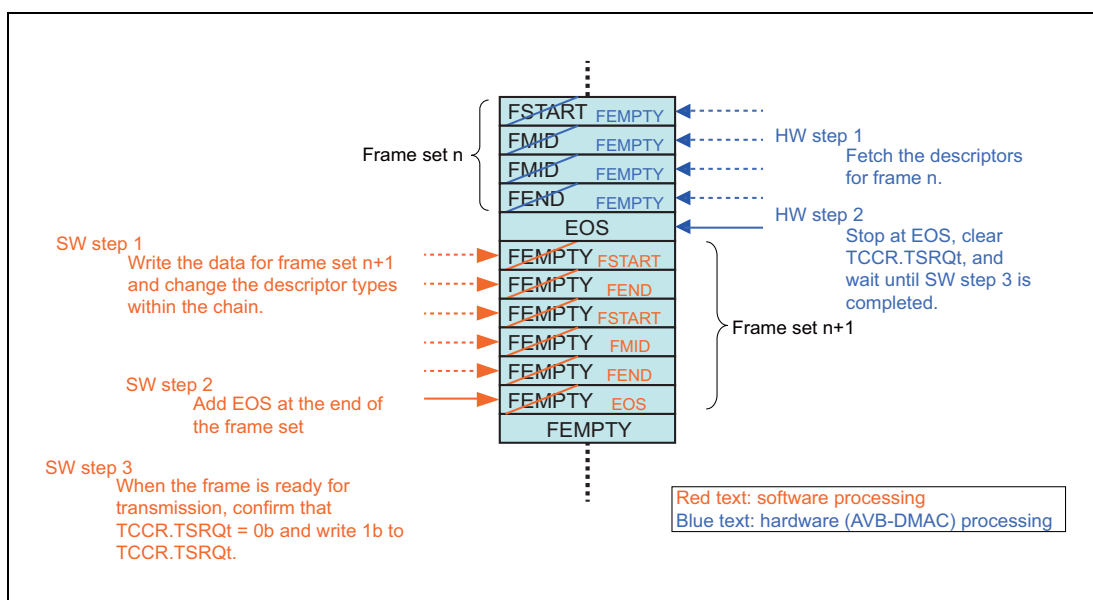 FSTART FEMPTY
FMID FEMPTY
FMID FEMPTY
FEND FEMPTY
EOS
FEMPTY FSTART
FEMPTY FEND
FEMPTY FSTART
FEMPTY FMID
FEMPTY FEND
FEMPTY EOS
FEMPTY
Frame set n
HW step 1
Fetch the descriptors
for frame n.
HW step 2
Stop at EOS, clear
TCCR.TSRQt, and
wait until SW step 3 is
completed.
Frame set n+1
SW step 1
Write the data for frame set n+1
and change the descriptor types
within the chain.
SW step 2
Add EOS at the end of
the frame set
SW step 3
When the frame is ready for
transmission, confirm that
TCCR.TSRQt = 0b and write 1b to
TCCR.TSRQt.
Red text: software processing
Blue text: hardware (AVB-DMAC) processing